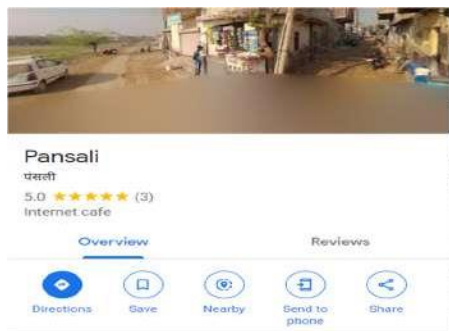 Pansali
पंसली
5.0 ★★★★★ (3)
Internet cafe
Overview Reviews
Directions Save Nearby Send to phone Share